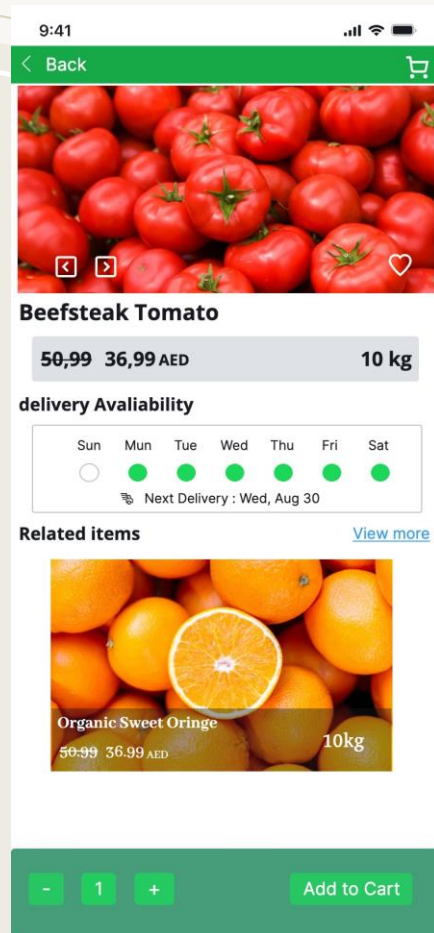 9:41
Back
Beefsteak Tomato
50,99 36,99 AED 10 kg
delivery Avaliability
Sun Mun Tue Wed Thu Fri Sat
Next Delivery : Wed, Aug 30
Related items View more
Organic Sweet Oringe
50.99 36.99 AED 10kg
- 1 + Add to Cart